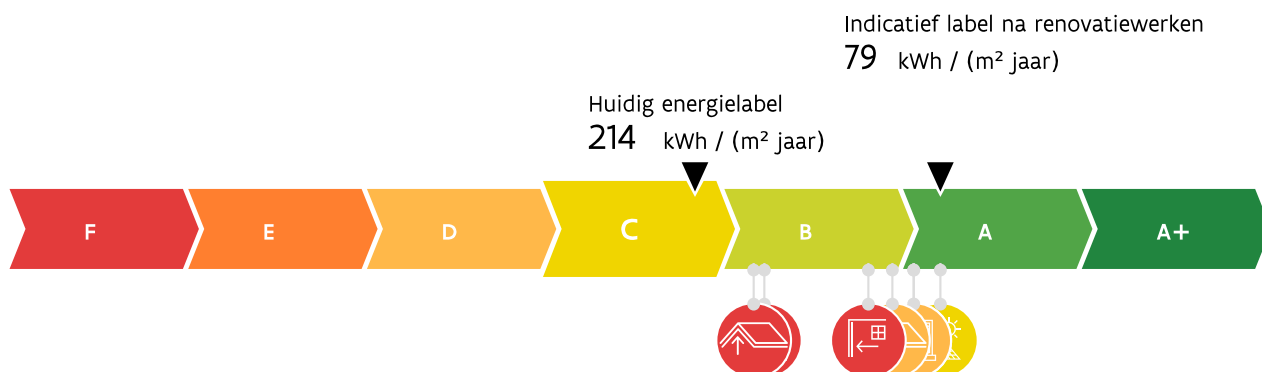 Indicatief label na renovatiewerken
79 kWh / (m² jaar)
Huidig energielabel
214 kWh / (m² jaar)
F E D C B A A+